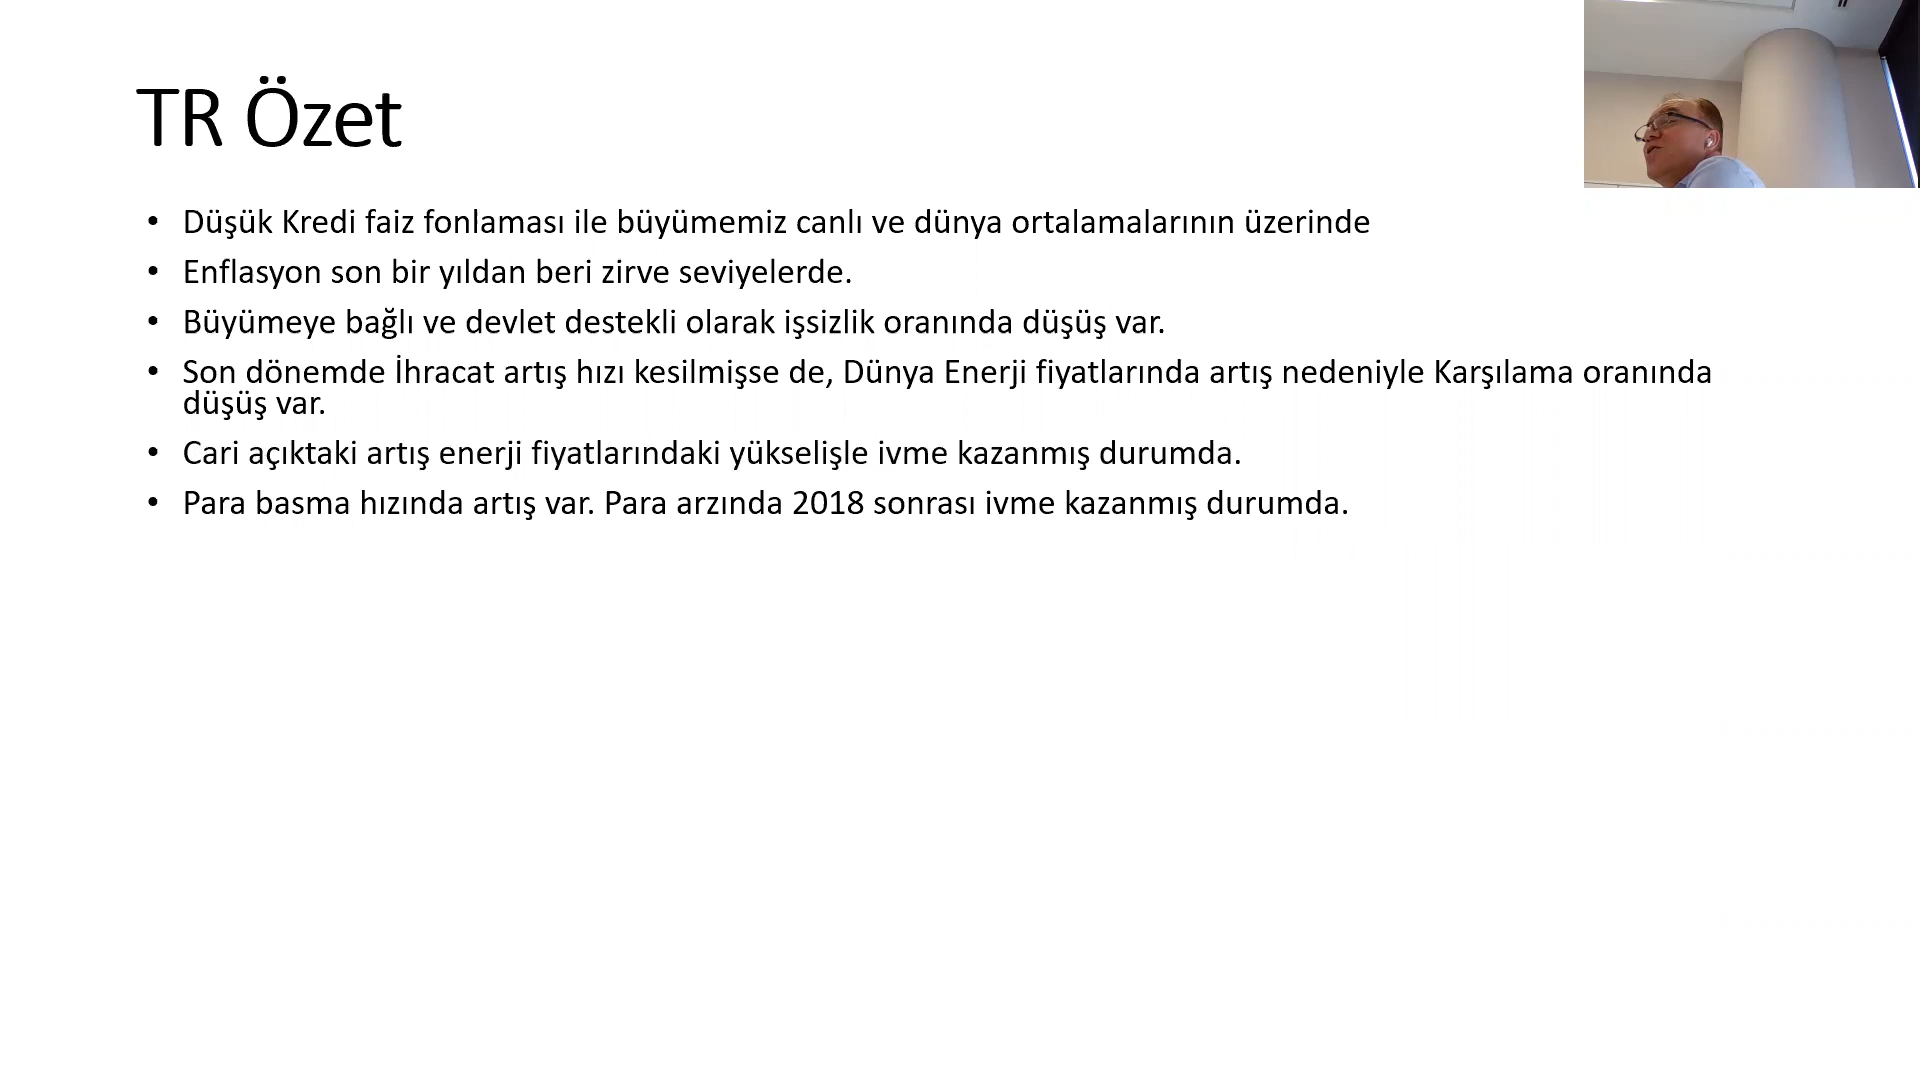 TR Özet
• Düşük Kredi faiz fonlaması ile büyümemiz canlı ve dünya ortalamalarının üzerinde
• Enflasyon son bir yıldan beri zirve seviyelerde.
• Büyümeye bağlı ve devlet destekli olarak işsizlik oranında düşüş var.
• Son dönemde İhracat artış hızı kesilmişse de, Dünya Enerji fiyatlarında artış nedeniyle Karşılama oranında
düşüş var.
• Cari açıktaki artış enerji fiyatlarındaki yükselişle ivme kazanmış durumda.
• Para basma hızında artış var. Para arzında 2018 sonrası ivme kazanmış durumda.